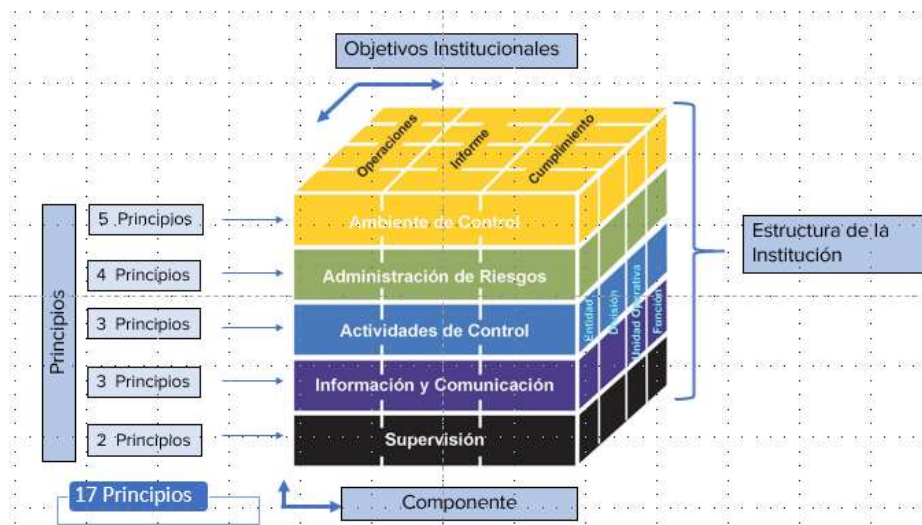 Objetivos Institucionales
Operaciones
Informe
Cumplimiento
Principios
5 Principios
Ambiente de Control
4 Principios
Administración de Riesgos
3 Principios
Actividades de Control
3 Principios
Información y Comunicación
2 Principios
Supervisión
Entidad
División
Unidad Operativa
Función
Estructura de la
Institución
17 Principios
Componente